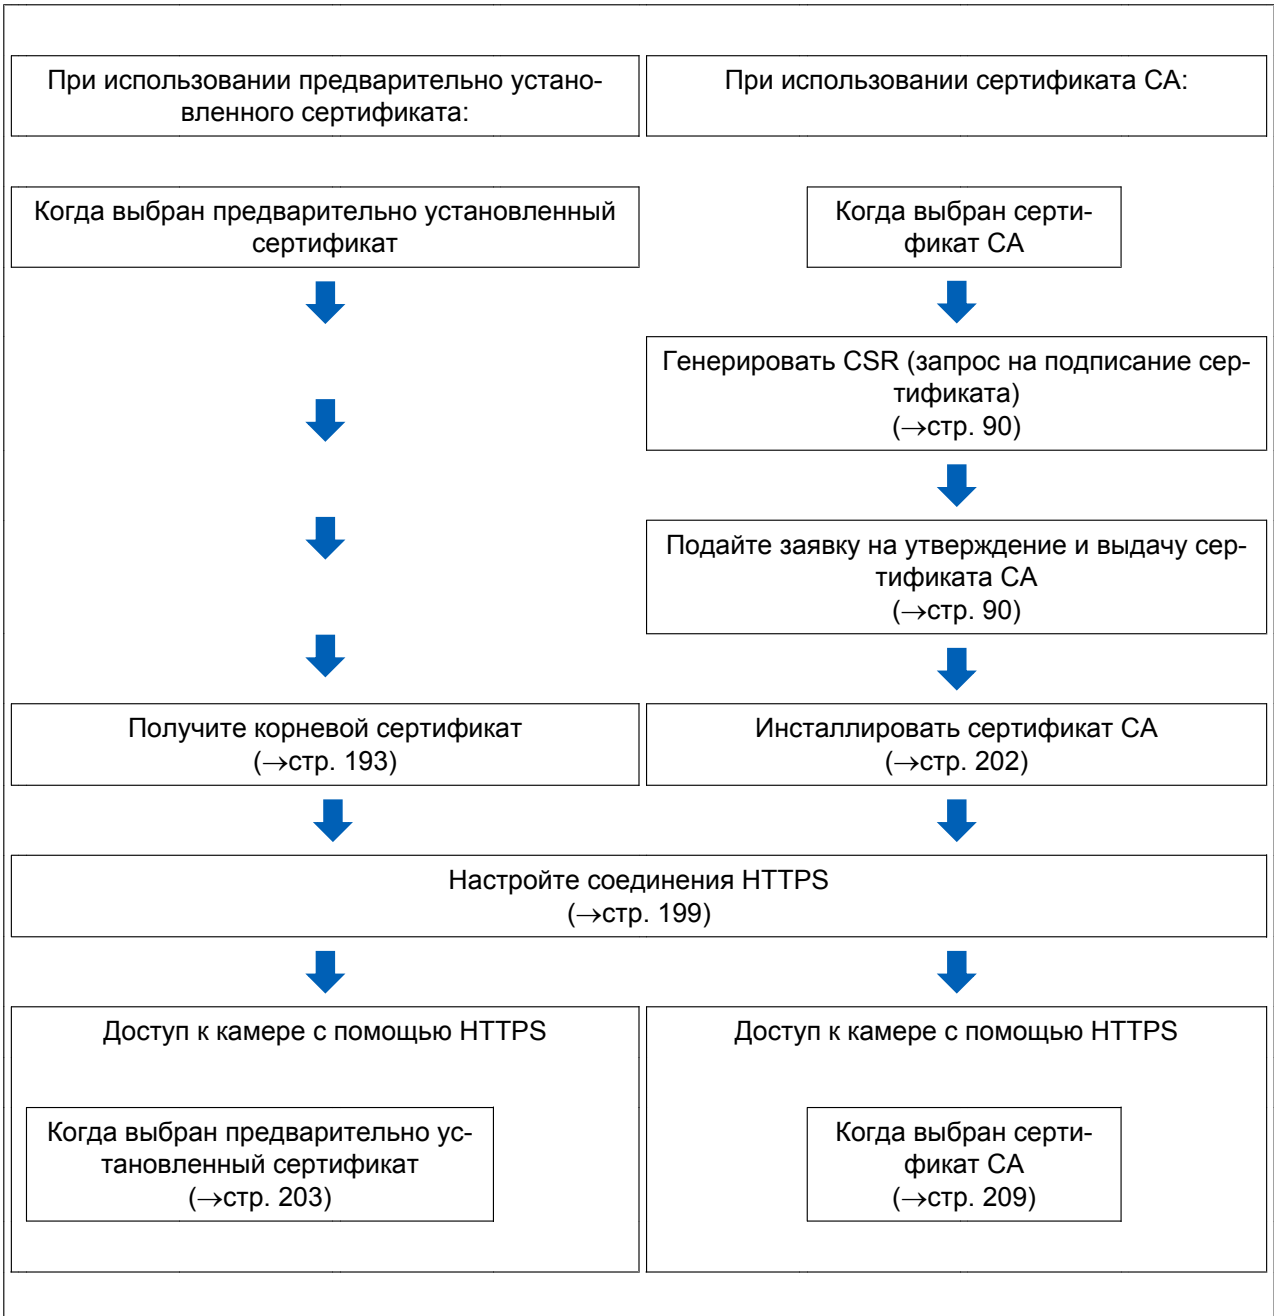 При использовании предварительно устано-
вленного сертификата:
При использовании сертификата CA:
Когда выбран предварительно установленный
сертификат
Когда выбран серти-
фикат CA
Генерировать CSR (запрос на подписание сер-
тификата)
(→стр. 90)
Подайте заявку на утверждение и выдачу сер-
тификата CA
(→стр. 90)
Получите корневой сертификат
(→стр. 193)
Инсталлировать сертификат CA
(→стр. 202)
Настройте соединения HTTPS
(→стр. 199)
Доступ к камере с помощью HTTPS
Когда выбран предварительно ус-
тановленный сертификат
(→стр. 203)
Доступ к камере с помощью HTTPS
Когда выбран серти-
фикат CA
(→стр. 209)